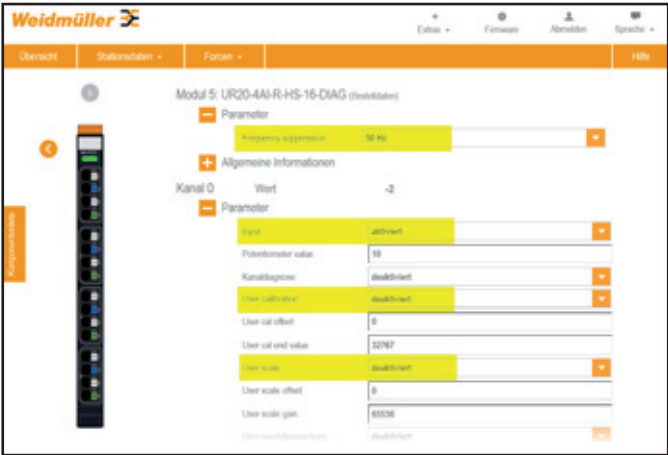 Weidmüller
Extras
Firmware
Abmelden
Sprache
Übersicht
Stationsdaten
Forcen
Hilfe
5
Modul 5: UR20-4AI-R-HS-16-DIAG (Bestelldaten)
Parameter
Frequency suppression 50 Hz
Allgemeine Informationen
Kanal 0 Wert -2
Parameter
Input aktiviert
Potentiometer value 10
Kanaldiagnose deaktiviert
User calibration deaktiviert
User cal offset 0
User cal end value 32767
User scale deaktiviert
User scale offset 0
User scale gain 65536
deaktiviert